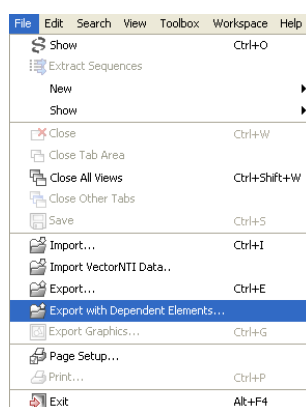 File Edit Search View Toolbox Workspace Help
Show Ctrl+O
Extract Sequences
New
Show
Close Ctrl+W
Close Tab Area
Close All Views Ctrl+Shift+W
Close Other Tabs
Save Ctrl+S
Import... Ctrl+I
Import VectorNTI Data..
Export... Ctrl+E
Export with Dependent Elements...
Export Graphics... Ctrl+G
Page Setup...
Print... Ctrl+P
Exit Alt+F4